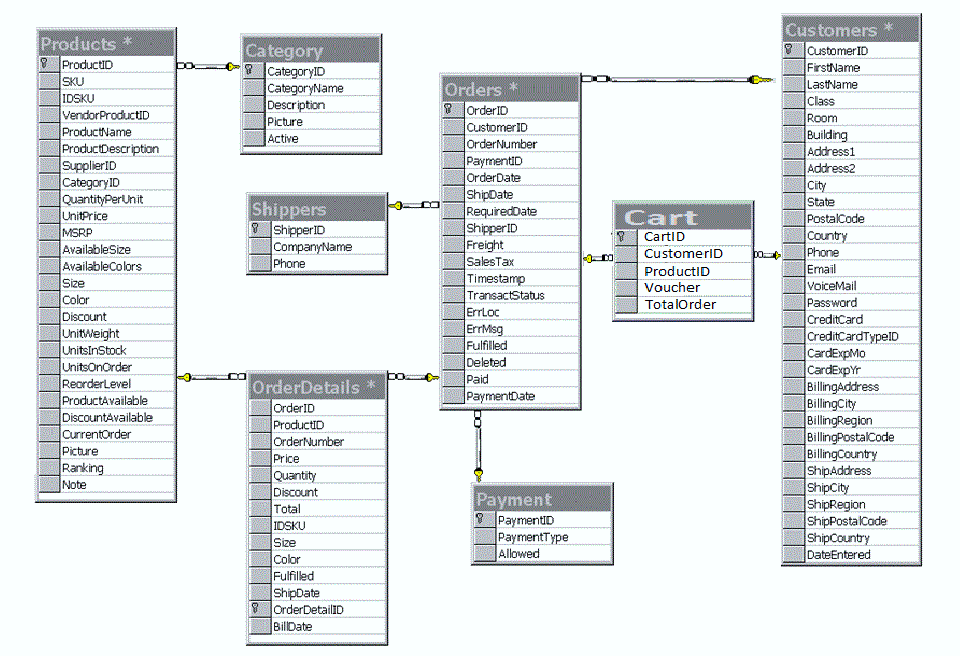 Products *
ProductID
SKU
IDSKU
VendorProductID
ProductName
ProductDescription
SupplierID
CategoryID
QuantityPerUnit
UnitPrice
MSRP
AvailableSize
AvailableColors
Size
Color
Discount
UnitWeight
UnitsInStock
UnitsOnOrder
ReorderLevel
ProductAvailable
DiscountAvailable
CurrentOrder
Picture
Ranking
Note
Category
CategoryID
CategoryName
Description
Picture
Active
Shippers
ShipperID
CompanyName
Phone
OrderDetails *
OrderID
ProductID
OrderNumber
Price
Quantity
Discount
Total
IDSKU
Size
Color
Fulfilled
ShipDate
OrderDetailID
BillDate
Orders *
OrderID
CustomerID
OrderNumber
PaymentID
OrderDate
ShipDate
RequiredDate
ShipperID
Freight
SalesTax
Timestamp
TransactStatus
ErrLoc
ErrMsg
Fulfilled
Deleted
Paid
PaymentDate
Payment
PaymentID
PaymentType
Allowed
Cart
CartID
CustomerID
ProductID
Voucher
TotalOrder
Customers *
CustomerID
FirstName
LastName
Class
Room
Building
Address1
Address2
City
State
PostalCode
Country
Phone
Email
VoiceMail
Password
CreditCard
CreditCardTypeID
CardExpMo
CardExpYr
BillingAddress
BillingCity
BillingRegion
BillingPostalCode
BillingCountry
ShipAddress
ShipCity
ShipRegion
ShipPostalCode
ShipCountry
DateEntered